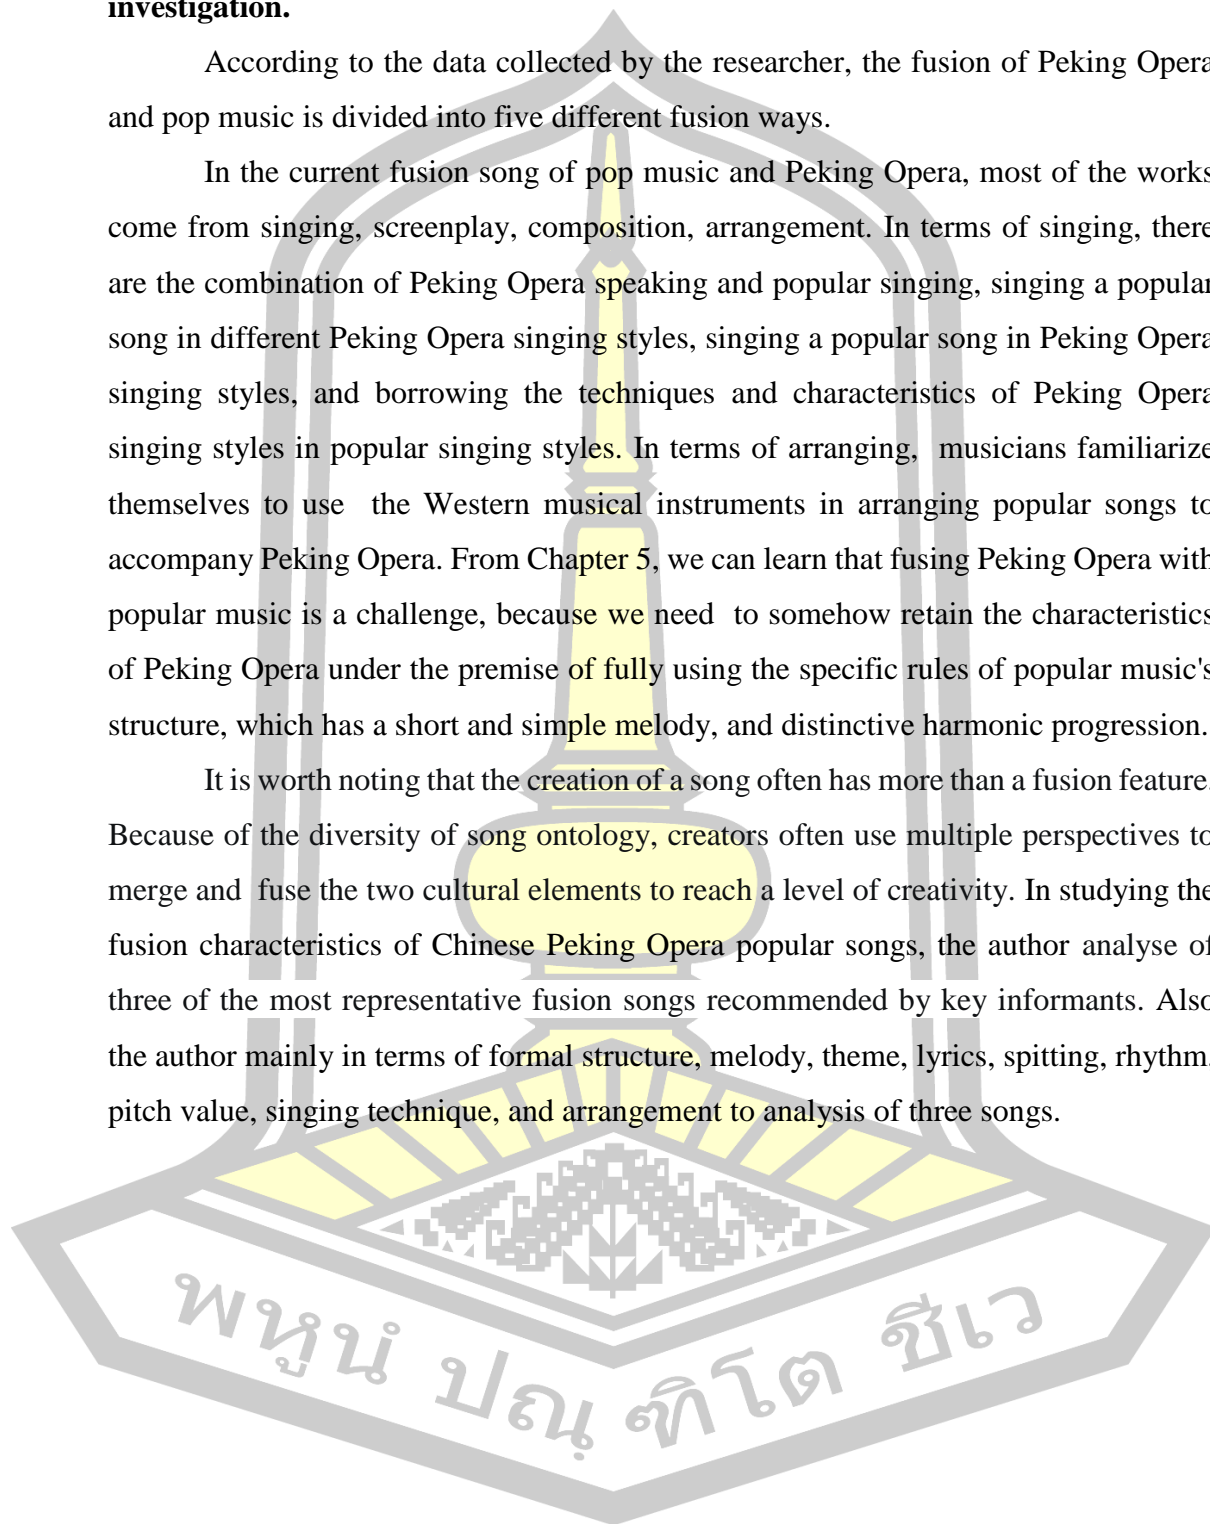 investigation.
According to the data collected by the researcher, the fusion of Peking Opera
and pop music is divided into five different fusion ways.
In the current fusion song of pop music and Peking Opera, most of the works
come from singing, screenplay, composition, arrangement. In terms of singing, there
are the combination of Peking Opera speaking and popular singing, singing a popular
song in different Peking Opera singing styles, singing a popular song in Peking Opera
singing styles, and borrowing the techniques and characteristics of Peking Opera
singing styles in popular singing styles. In terms of arranging, musicians familiarize
themselves to use the Western musical instruments in arranging popular songs to
accompany Peking Opera. From Chapter 5, we can learn that fusing Peking Opera with
popular music is a challenge, because we need to somehow retain the characteristics
of Peking Opera under the premise of fully using the specific rules of popular music's
structure, which has a short and simple melody, and distinctive harmonic progression.
It is worth noting that the creation of a song often has more than a fusion feature.
Because of the diversity of song ontology, creators often use multiple perspectives to
merge and fuse the two cultural elements to reach a level of creativity. In studying the
fusion characteristics of Chinese Peking Opera popular songs, the author analyse of
three of the most representative fusion songs recommended by key informants. Also
the author mainly in terms of formal structure, melody, theme, lyrics, spitting, rhythm,
pitch value, singing technique, and arrangement to analysis of three songs.
พหูนํ ปณฺฑิโต ชีเว